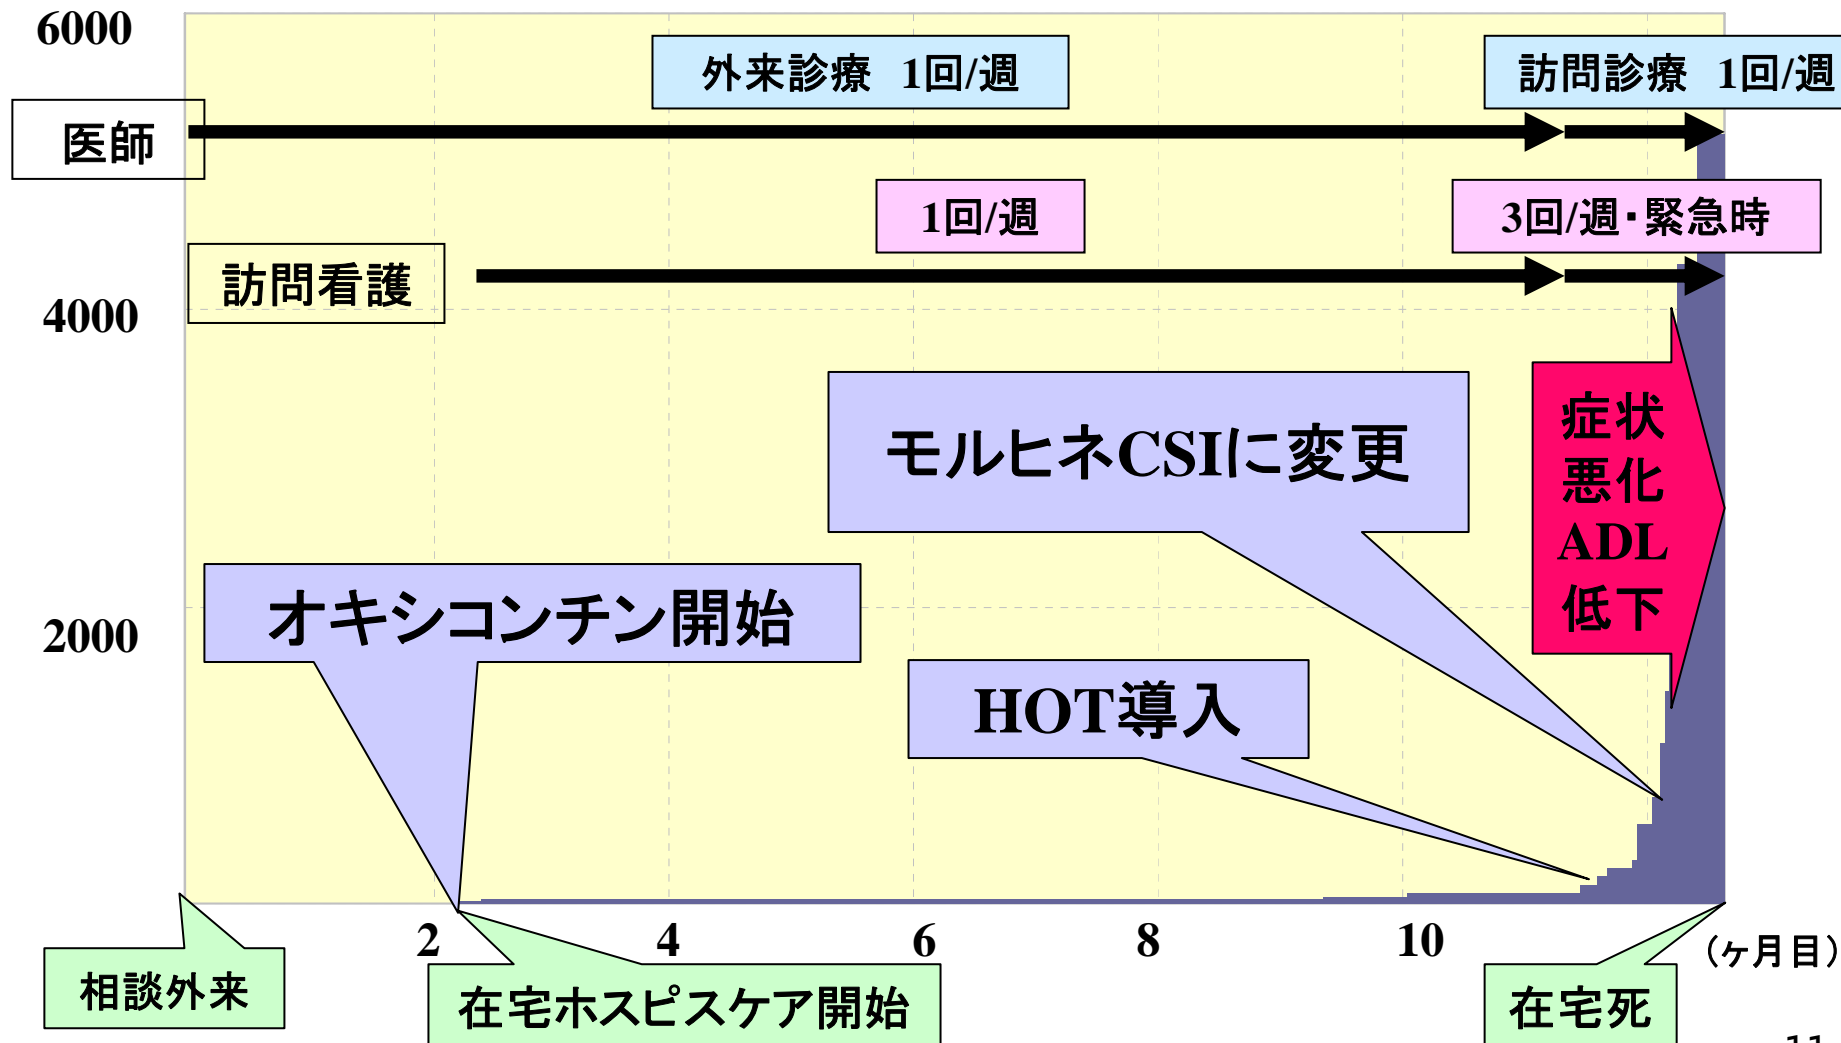 6000
外来診療 1回/週
訪問診療 1回/週
医師
1回/週
3回/週・緊急時
訪問看護
4000
モルヒネCSIに変更
症状
悪化
ADL
低下
オキシコンチン開始
2000
HOT導入
2
4
6
8
10
(ヶ月目)
相談外来
在宅ホスピスケア開始
在宅死
11